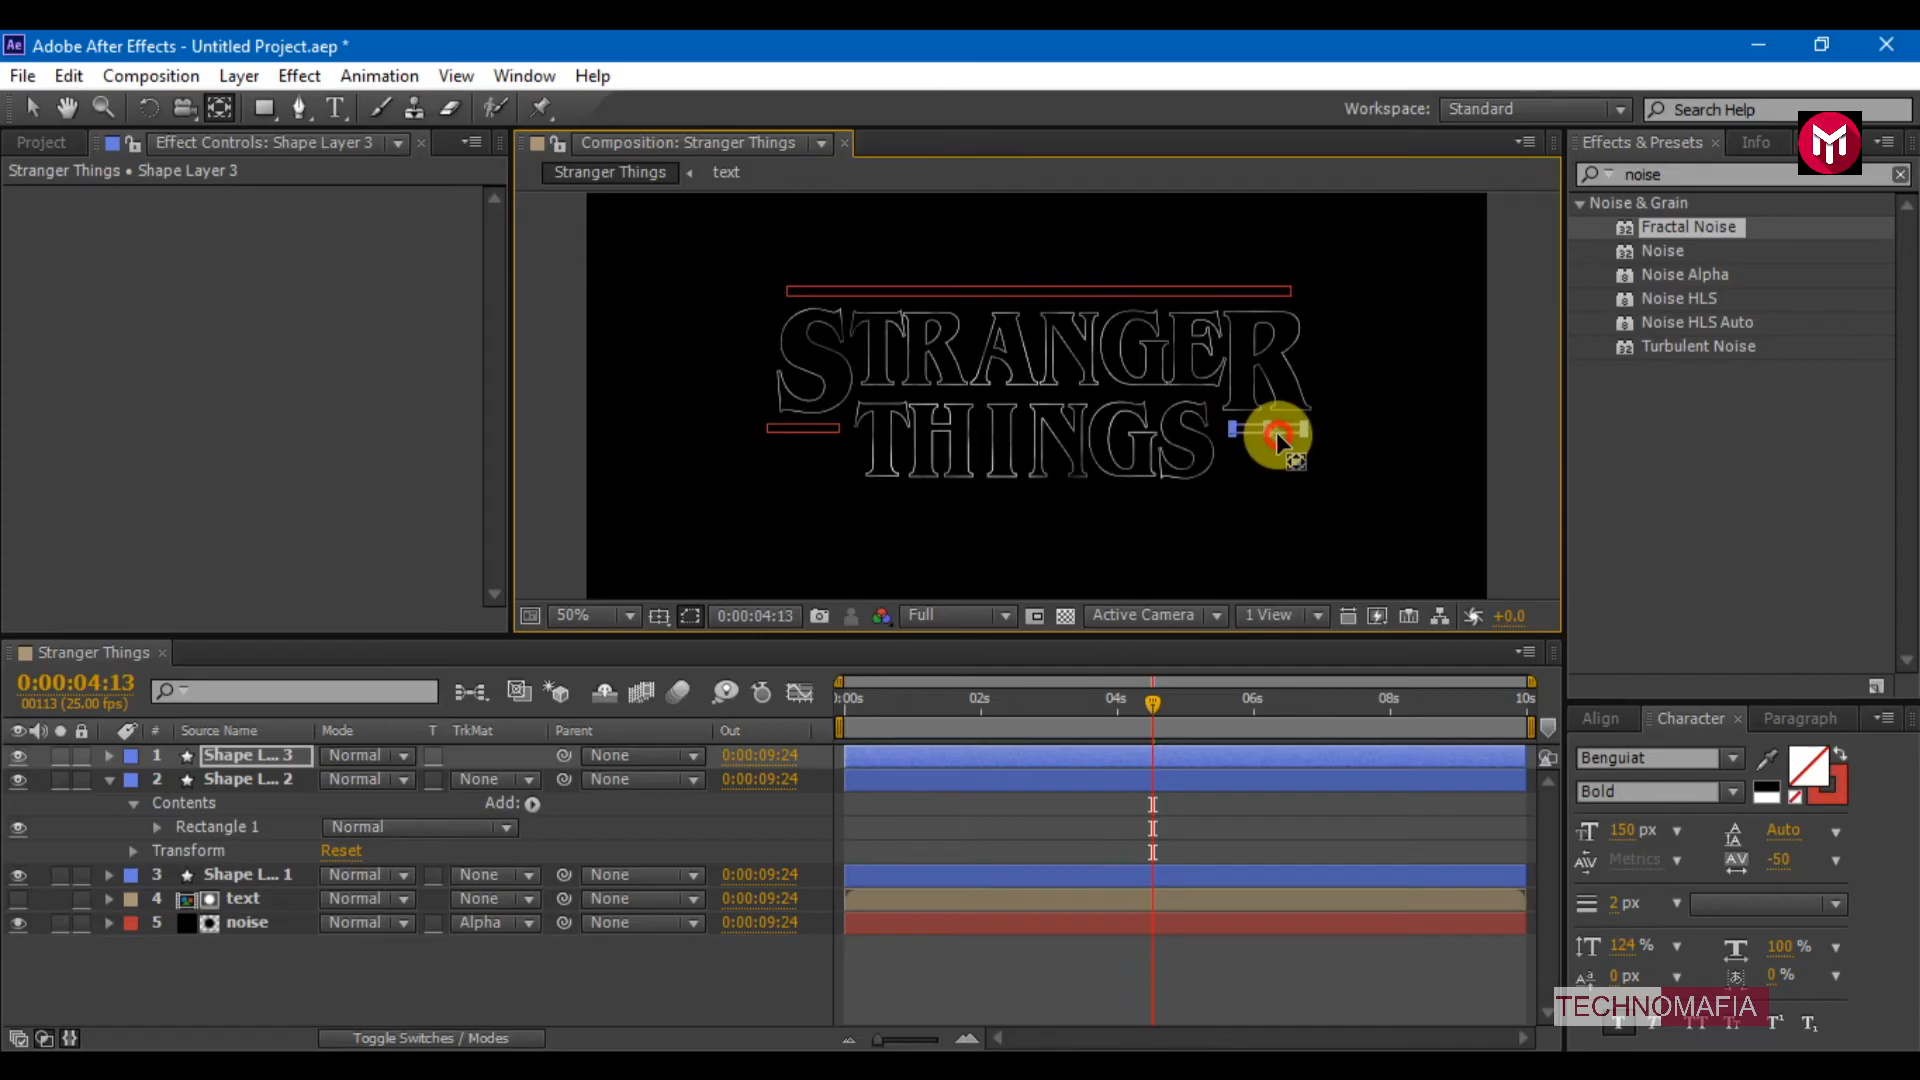 Ae Adobe After Effects - Untitled Project.aep *
File Edit Composition Layer Effect Animation View Window Help
Workspace: Standard Search Help
Project Effect Controls: Shape Layer 3 Composition: Stranger Things Effects & Presets Info
Stranger Things • Shape Layer 3
Stranger Things text
noise
Noise & Grain
Fractal Noise
Noise
Noise Alpha
Noise HLS
Noise HLS Auto
Turbulent Noise
STRANGER
THINGS
50% 0:00:04:13 Full Active Camera 1 View +0.0
Stranger Things
0:00:04:13
00113 (25.00 fps)
):00s 02s 04s 06s 08s 10s
# Source Name Mode T TrkMat Parent Out
1 Shape L... 3 Normal None 0:00:09:24
2 Shape L... 2 Normal None None 0:00:09:24
Contents Add:
Rectangle 1 Normal
Transform Reset
3 Shape L... 1 Normal None None 0:00:09:24
4 text Normal None None 0:00:09:24
5 noise Normal Alpha None 0:00:09:24
Toggle Switches / Modes
Align Character Paragraph
Benguiat
Bold
150 px Auto
Metrics -50
2 px
124 % 100 %
0 px 0 %
TECHNOMAFIA